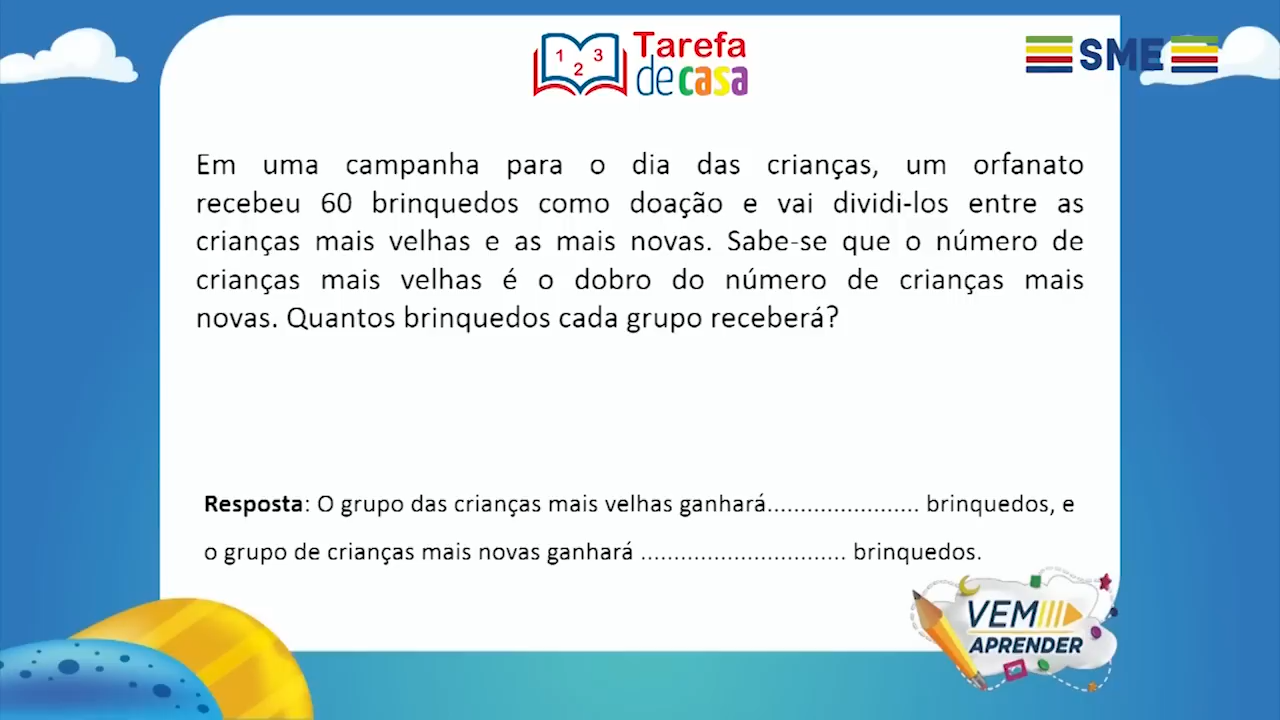 1 2 3
Tarefa
de casa
SME
Em uma campanha para o dia das crianças, um orfanato
recebeu 60 brinquedos como doação e vai dividi-los entre as
crianças mais velhas e as mais novas. Sabe-se que o número de
crianças mais velhas é o dobro do número de crianças mais
novas. Quantos brinquedos cada grupo receberá?
Resposta: O grupo das crianças mais velhas ganhará....................... brinquedos, e
o grupo de crianças mais novas ganhará ............................... brinquedos.
VEM
APRENDER